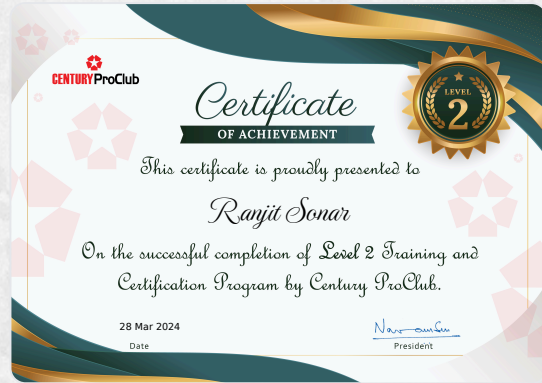 CENTURY ProClub
Certificate
OF ACHIEVEMENT
LEVEL
2
This certificate is proudly presented to
Ranjit Sonar
On the successful completion of Level 2 Training and
Certification Program by Century ProClub.
28 Mar 2024
Date
President